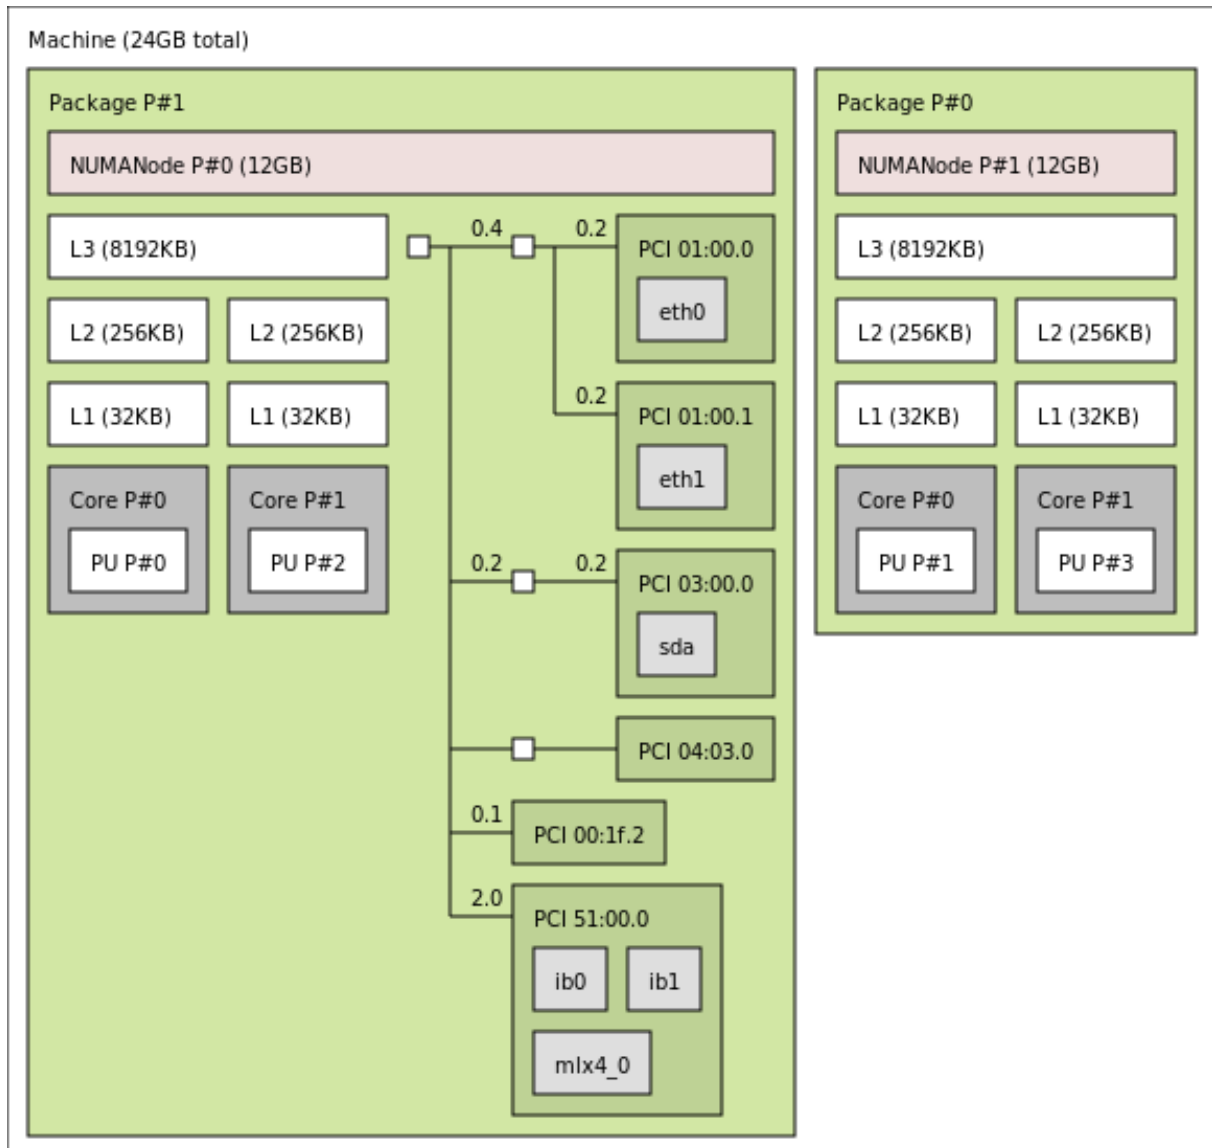 Machine (24GB total)
Package P#1
NUMANode P#0 (12GB)
L3 (8192KB)
L2 (256KB) L2 (256KB)
L1 (32KB) L1 (32KB)
Core P#0 Core P#1
PU P#0 PU P#2
0.4 0.2 PCI 01:00.0
eth0
0.2 PCI 01:00.1
eth1
0.2 0.2 PCI 03:00.0
sda
PCI 04:03.0
0.1 PCI 00:1f.2
2.0 PCI 51:00.0
ib0 ib1
mlx4_0
Package P#0
NUMANode P#1 (12GB)
L3 (8192KB)
L2 (256KB) L2 (256KB)
L1 (32KB) L1 (32KB)
Core P#0 Core P#1
PU P#1 PU P#3